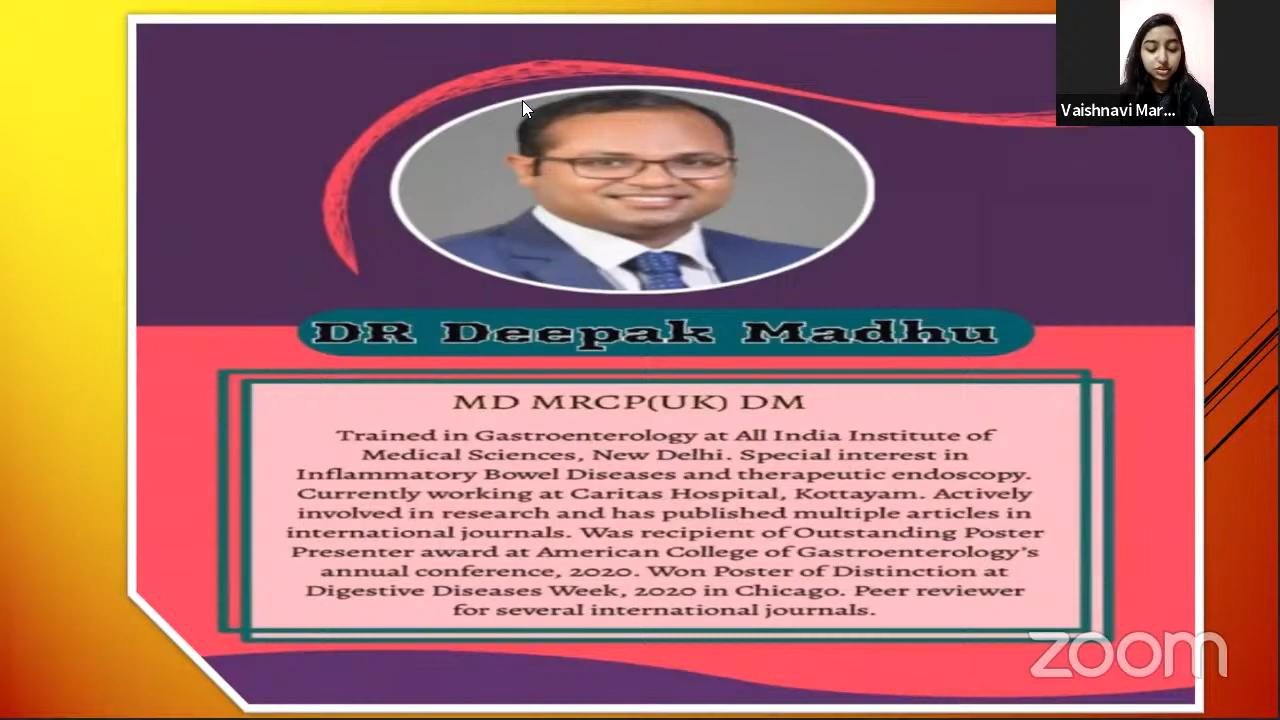 Vaishnavi Mar...
DR Deepak Madhu
MD MRCP(UK) DM
Trained in Gastroenterology at All India Institute of
Medical Sciences, New Delhi. Special interest in
Inflammatory Bowel Diseases and therapeutic endoscopy.
Currently working at Caritas Hospital, Kottayam. Actively
involved in research and has published multiple articles in
international journals. Was recipient of Outstanding Poster
Presenter award at American College of Gastroenterology's
annual conference, 2020. Won Poster of Distinction at
Digestive Diseases Week, 2020 in Chicago. Peer reviewer
for several international journals.
zoom